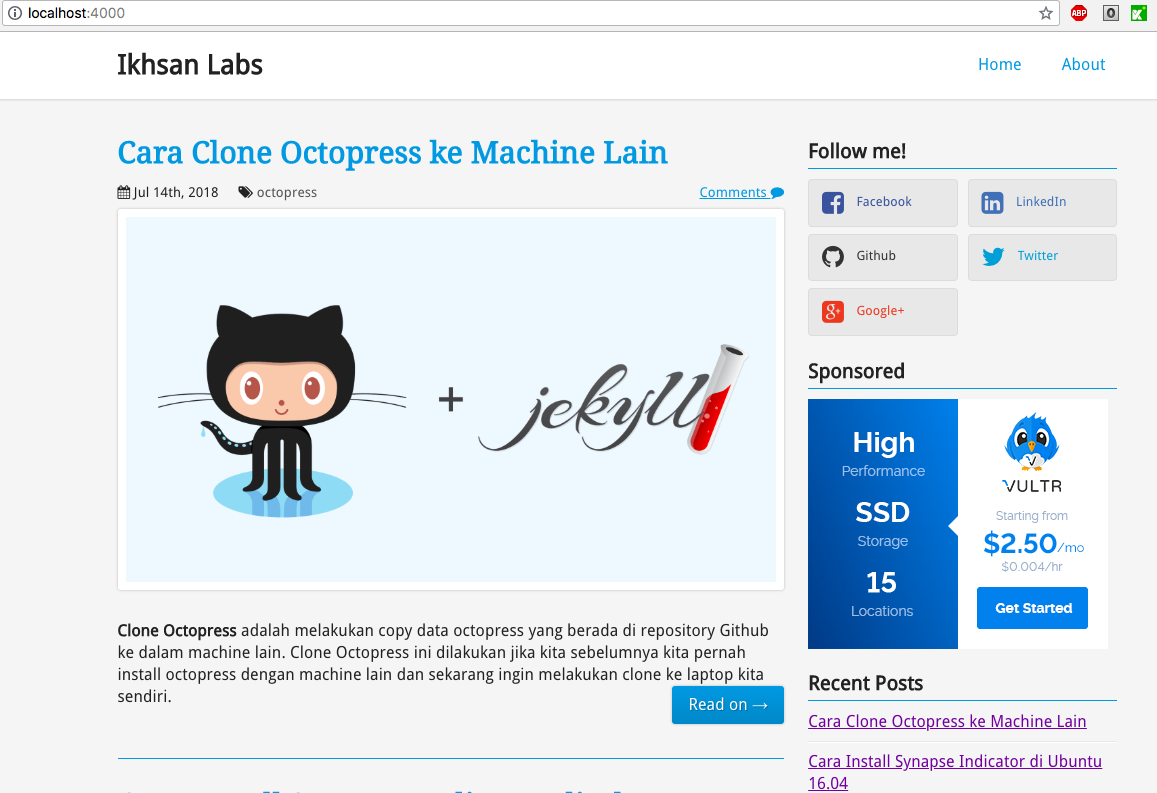 localhost:4000
ABP
Ikhsan Labs
Home
About
Cara Clone Octopress ke Machine Lain
Jul 14th, 2018
octopress
Comments
+
jekyll
Clone Octopress adalah melakukan copy data octopress yang berada di repository Github
ke dalam machine lain. Clone Octopress ini dilakukan jika kita sebelumnya kita pernah
install octopress dengan machine lain dan sekarang ingin melakukan clone ke laptop kita
sendiri.
Read on →
Follow me!
Facebook
LinkedIn
Github
Twitter
Google+
Sponsored
High
Performance
SSD
Storage
15
Locations
VULTR
Starting from
$2.50/mo
$0.004/hr
Get Started
Recent Posts
Cara Clone Octopress ke Machine Lain
Cara Install Synapse Indicator di Ubuntu
16.04